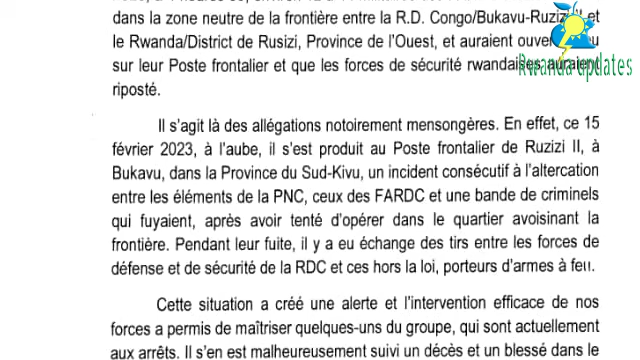 dans la zone neutre de la frontière entre la R.D. Congo/Bukavu-Ruzizi II et
le Rwanda/District de Rusizi, Province de l'Ouest, et auraient
sur leur Poste frontalier et que les forces de sécurité rwandaises auraient
riposté.
Rwanda updates
Il s'agit là des allégations notoirement mensongères. En effet, ce 15
février 2023, à l'aube, il s'est produit au Poste frontalier de Ruzizi II, à
Bukavu, dans la Province du Sud-Kivu, un incident consécutif à l'altercation
entre les éléments de la PNC, ceux des FARDC et une bande de criminels
qui fuyaient, après avoir tenté d'opérer dans le quartier avoisinant la
frontière. Pendant leur fuite, il y a eu échange des tirs entre les forces de
défense et de sécurité de la RDC et ces hors la loi, porteurs d'armes à feu.
Cette situation a créé une alerte et l'intervention efficace de nos
forces a permis de maîtriser quelques-uns du groupe, qui sont actuellement
aux arrêts. Il s'en est malheureusement suivi un décès et un blessé dans le